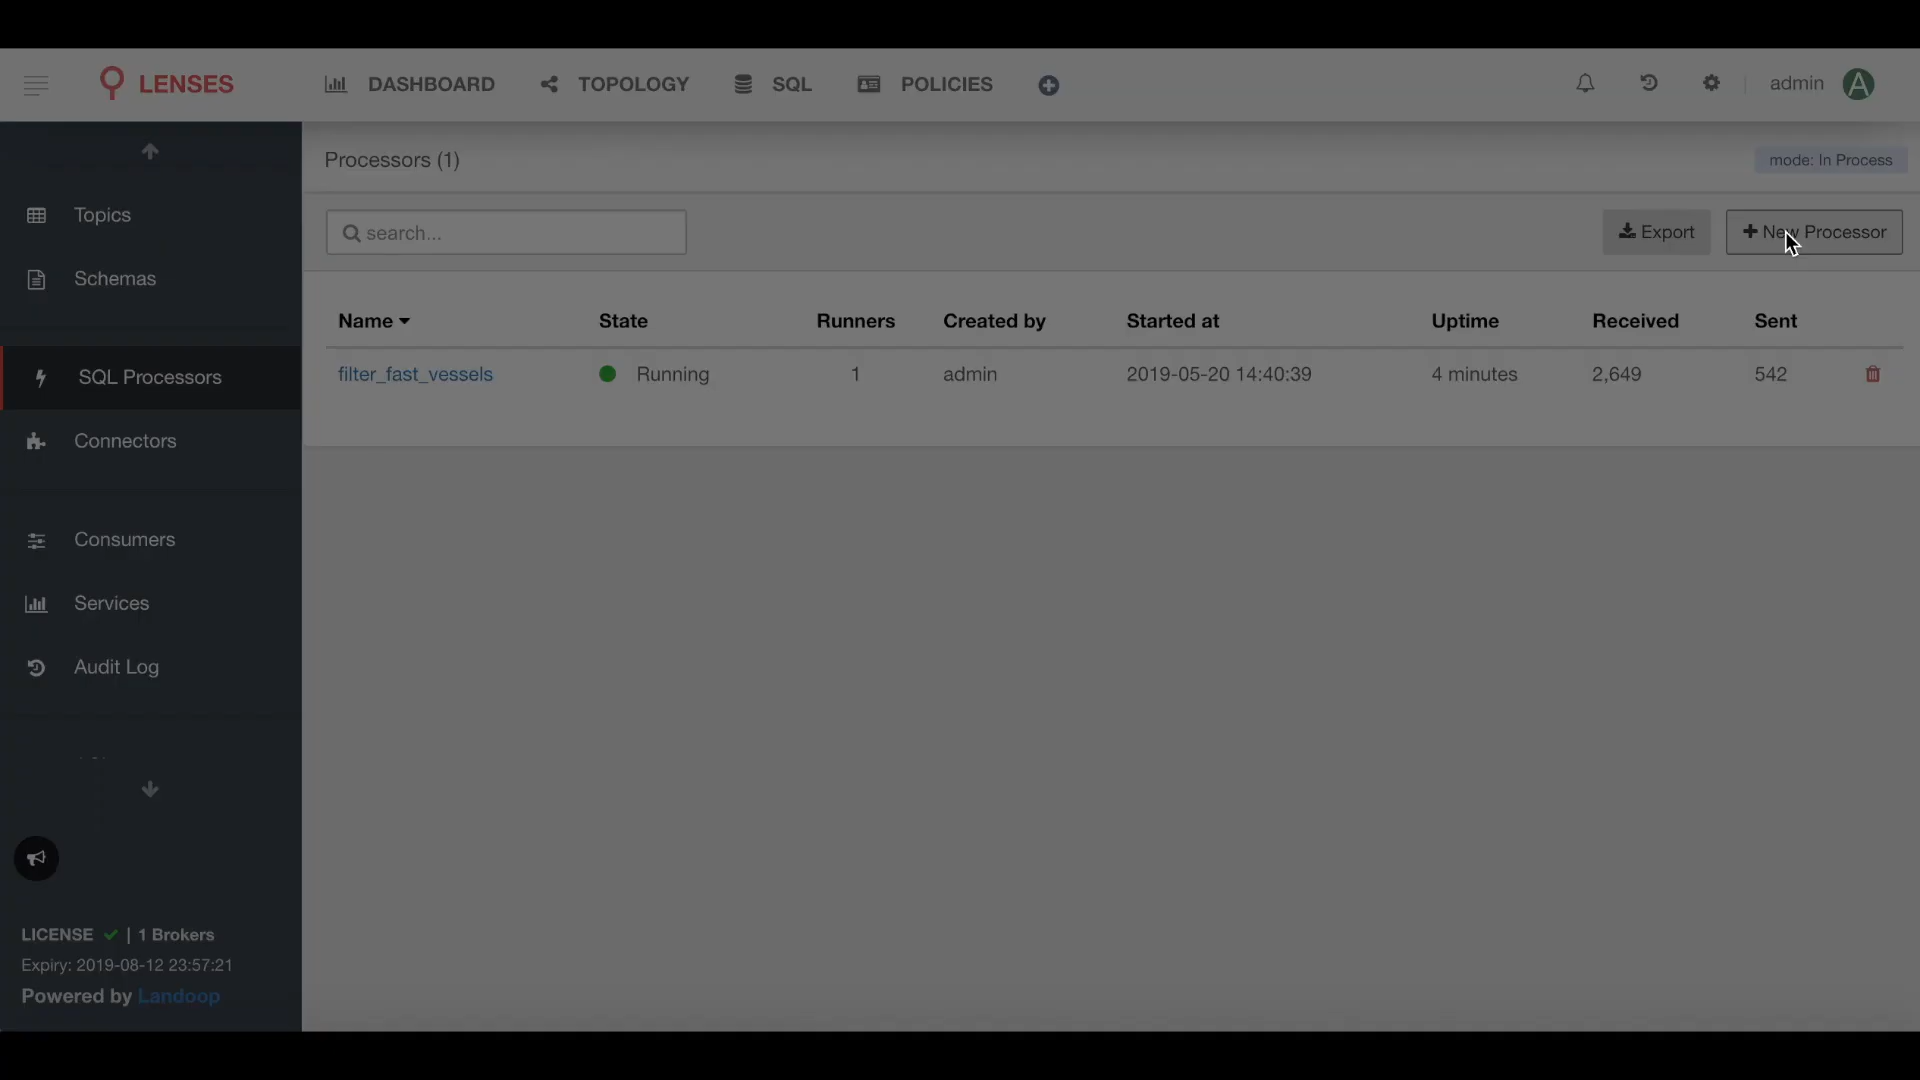 LENSES DASHBOARD TOPOLOGY SQL POLICIES admin A
Topics
Schemas
SQL Processors
Connectors
Consumers
Services
Audit Log
LICENSE | 1 Brokers
Expiry: 2019-08-12 23:57:21
Powered by Landoop
Processors (1) mode: In Process
search... Export New Processor
Name State Runners Created by Started at Uptime Received Sent
filter_fast_vessels Running 1 admin 2019-05-20 14:40:39 4 minutes 2,649 542